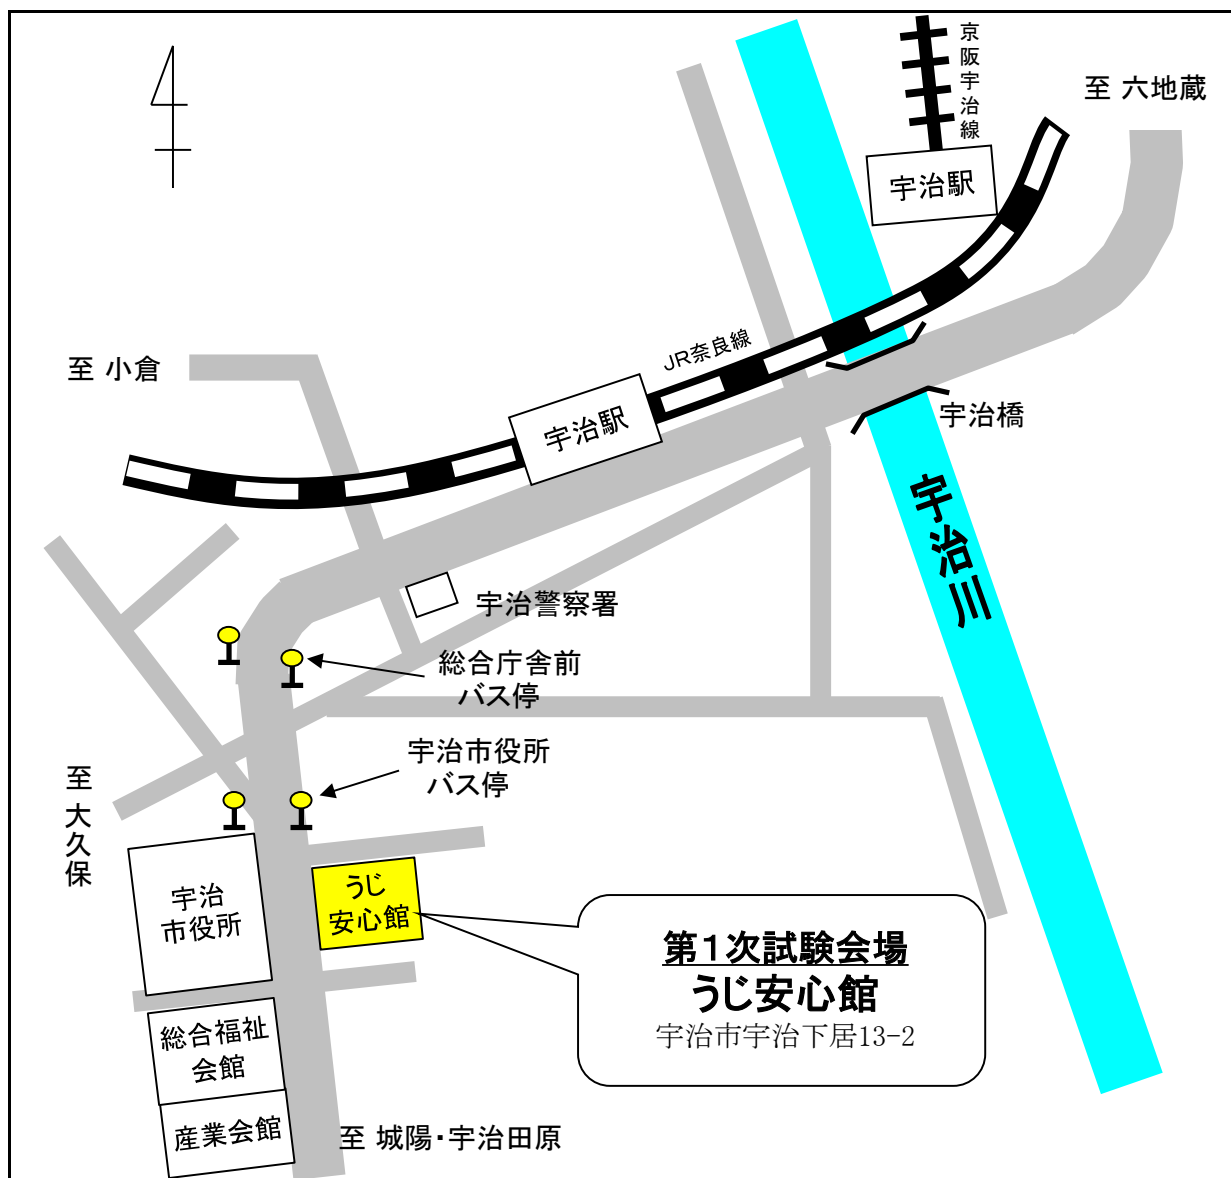 京阪宇治線
至 六地蔵
宇治駅
JR奈良線
至 小倉
宇治駅
宇治橋
宇治川
宇治警察署
総合庁舎前
バス停
宇治市役所
バス停
至 大久保
宇治
市役所
うじ
安心館
第1次試験会場
うじ安心館
宇治市宇治下居13-2
総合福祉
会館
産業会館
至 城陽・宇治田原